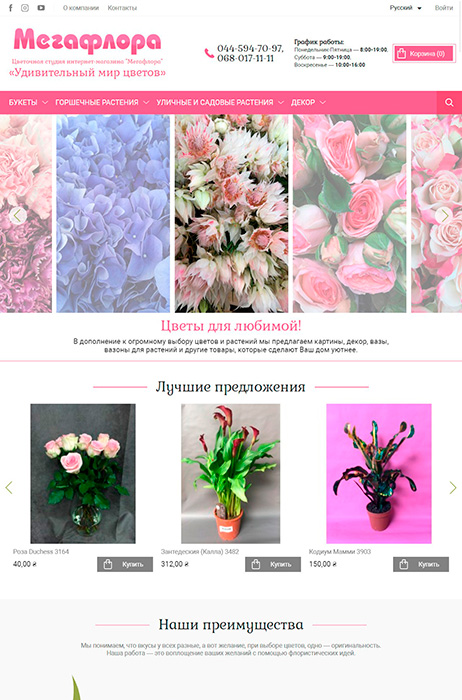 О компании Контакты Русский Войти
Мегафлора
Цветочная студия интернет-магазина "Мегафлора"
«Удивительный мир цветов»
044-594-70-97,
068-017-11-11
График работы:
Понедельник-Пятница — 8:00-19:00.
Суббота — 9:00-19:00.
Воскресенье — 10:00-16:00
Корзина (0)
БУКЕТЫ ГОРШЕЧНЫЕ РАСТЕНИЯ УЛИЧНЫЕ И САДОВЫЕ РАСТЕНИЯ ДЕКОР
Цветы для любимой!
В дополнение к огромному выбору цветов и растений мы предлагаем картины, декор, вазы,
вазоны для растений и другие товары, которые сделают Ваш дом уютнее.
Лучшие предложения
Роза Duchess 3164 Зантедеския (Калла) 3482 Кодиум Мамми 3903
40,00 ₴ Купить 312,00 ₴ Купить 150,00 ₴ Купить
Наши преимущества
Мы понимаем, что вкусы у всех разные, а вот желание, при выборе цветов, одно — оригинальность.
Наша работа — это воплощение ваших желаний с помощью флористических идей.